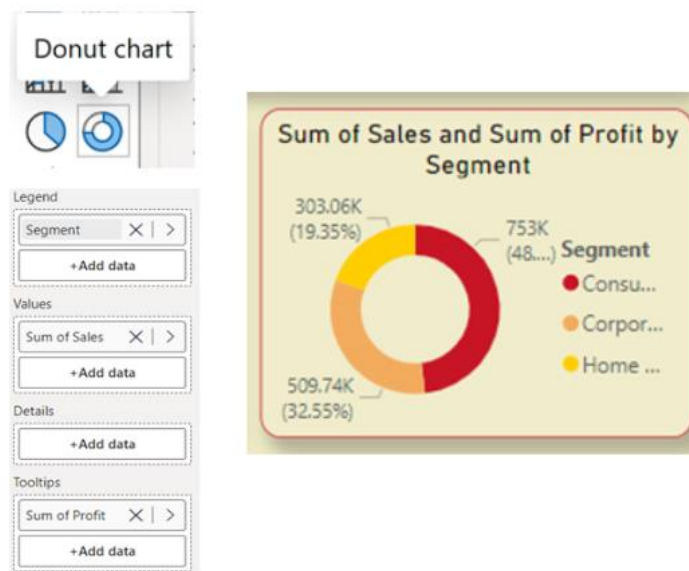 Donut chart
Legend
Segment
+Add data
Values
Sum of Sales
+Add data
Details
+Add data
Tooltips
Sum of Profit
+Add data
Sum of Sales and Sum of Profit by
Segment
303.06K
(19.35%)
753K
(48....)
509.74K
(32.55%)
Segment
Consu...
Corpor...
Home ...